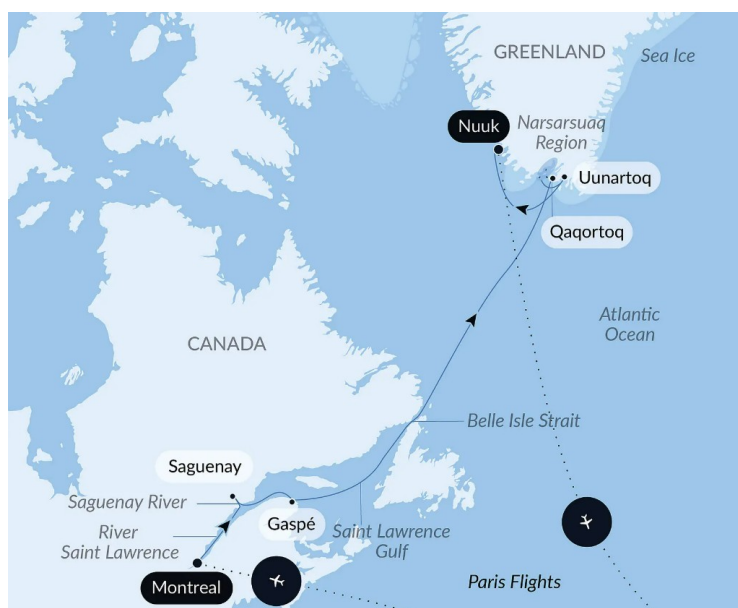 GREENLAND
Sea Ice
Nuuk
Narsarsuaq
Region
Uunartoq
Qaqortoq
Atlantic
Ocean
CANADA
Belle Isle Strait
Saguenay
Saguenay River
Gaspé
River
Saint Lawrence
Saint Lawrence
Gulf
Montreal
Paris Flights